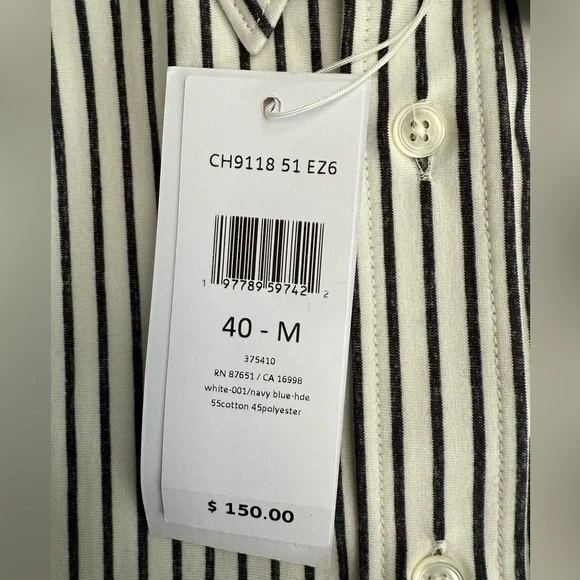 CH9118 51 EZ6
1 97789 59742 2
40 - M
375410
RN 87651 / CA 16998
white-001/navy blue-hde
55cotton 45polyester
$ 150.00